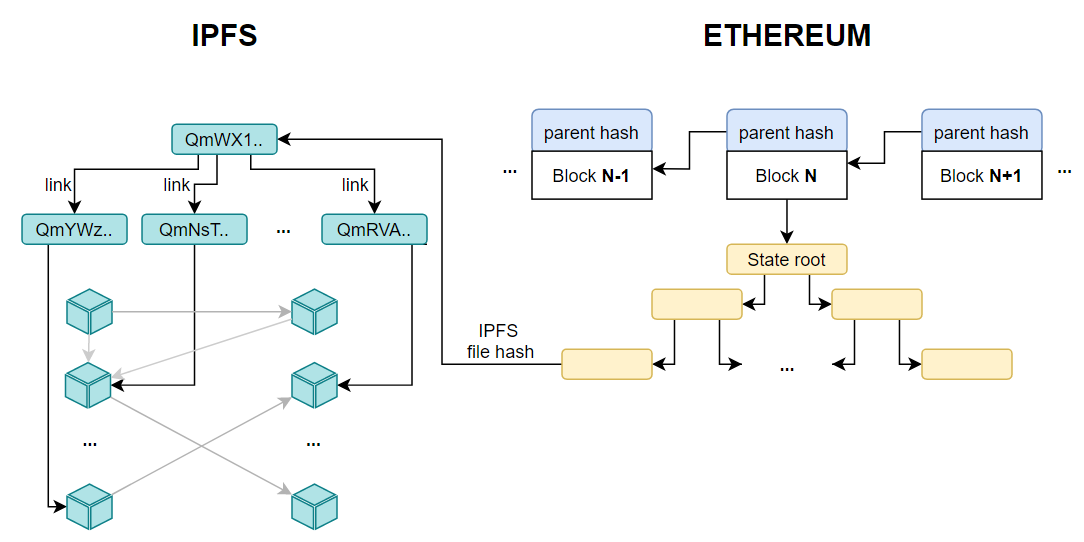 IPFS
ETHEREUM
QmWX1..
link
link
link
QmYWz..
QmNsT..
...
QmRVA..
...
...
IPFS
file hash
...
parent hash
Block N-1
parent hash
Block N
parent hash
Block N+1
...
State root
...